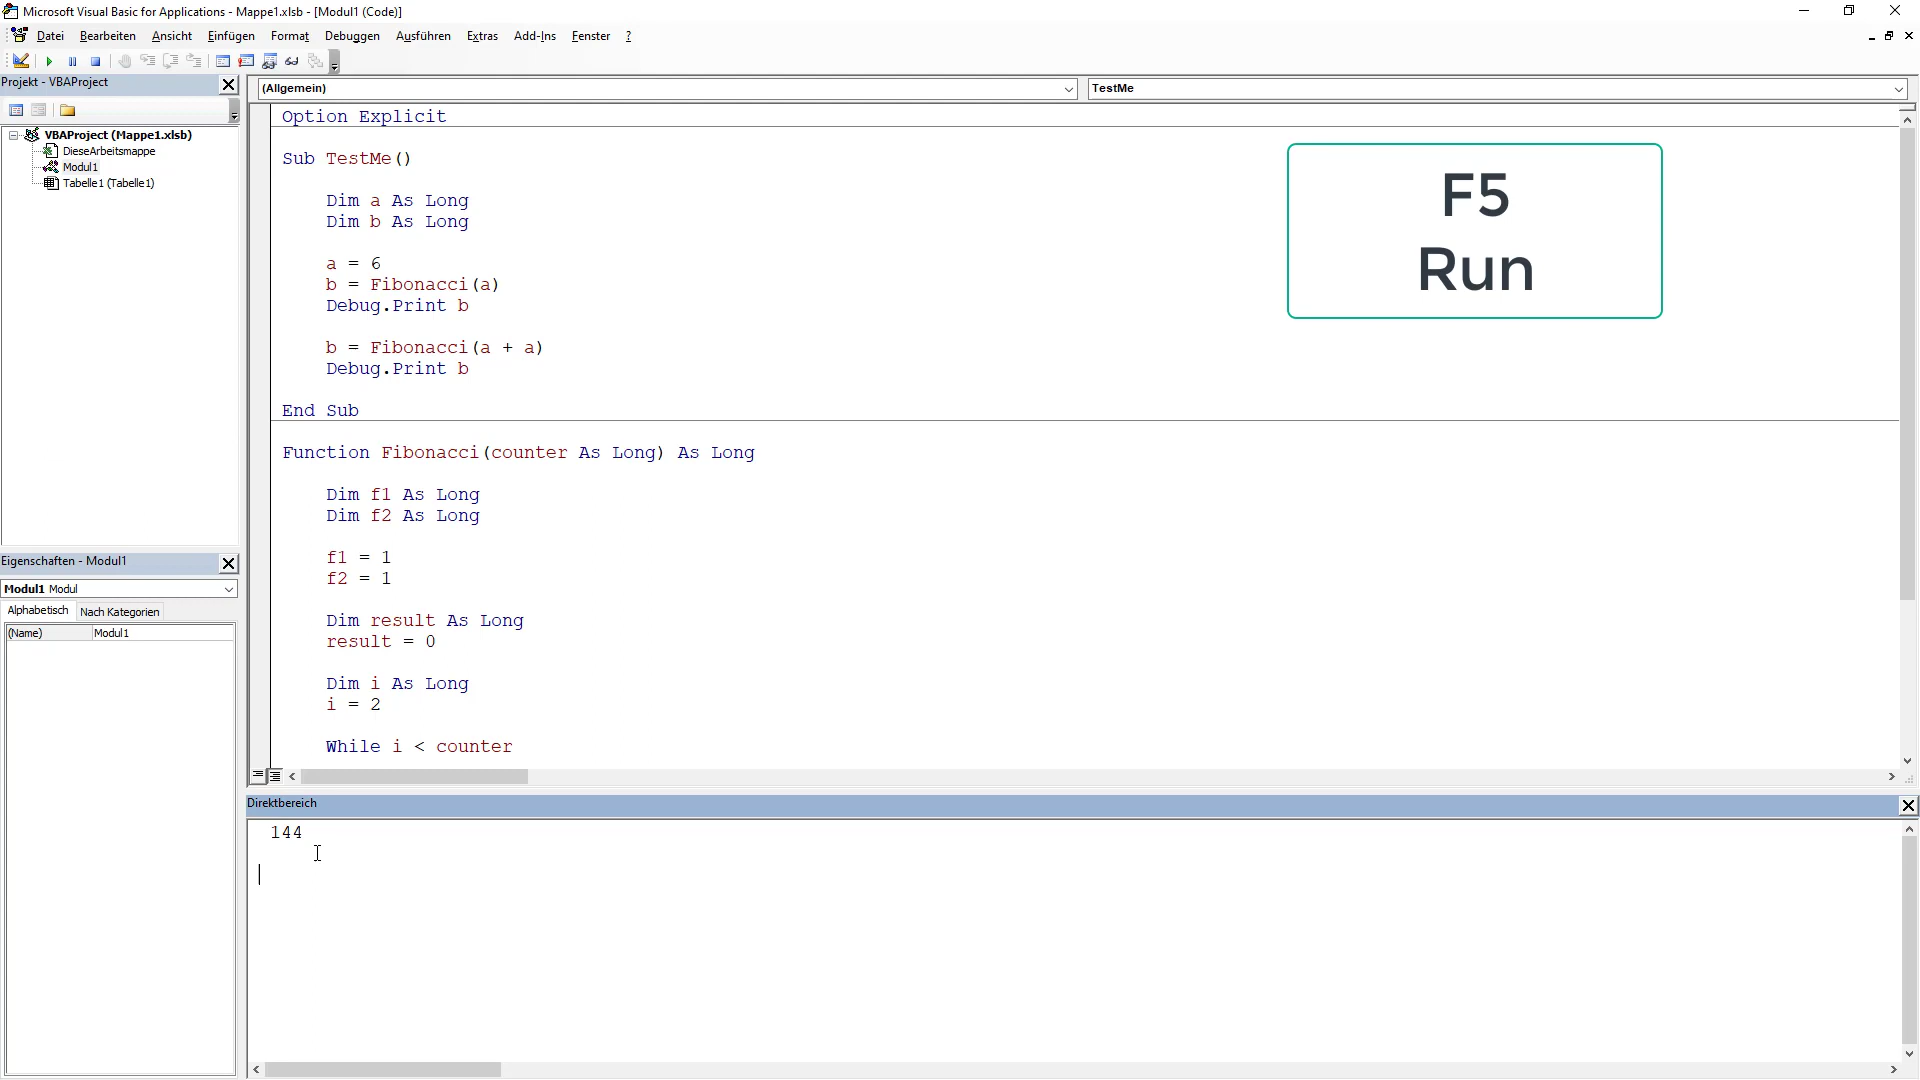 Microsoft Visual Basic for Applications - Mappe1.xlsb - [Modul1 (Code)]
Datei Bearbeiten Ansicht Einfügen Format Debuggen Ausführen Extras Add-Ins Fenster ?
Projekt - VBAProject
VBAProject (Mappe1.xlsb)
DieseArbeitsmappe
Modul1
Tabelle1 (Tabelle1)
Eigenschaften - Modul1
Modul1 Modul
Alphabetisch Nach Kategorien
(Name) Modul1
(Allgemein) TestMe
Option Explicit
Sub TestMe()
Dim a As Long
Dim b As Long
a = 6
b = Fibonacci(a)
Debug.Print b
b = Fibonacci(a + a)
Debug.Print b
End Sub
Function Fibonacci(counter As Long) As Long
Dim f1 As Long
Dim f2 As Long
f1 = 1
f2 = 1
Dim result As Long
result = 0
Dim i As Long
i = 2
While i < counter
F5
Run
Direktbereich
144